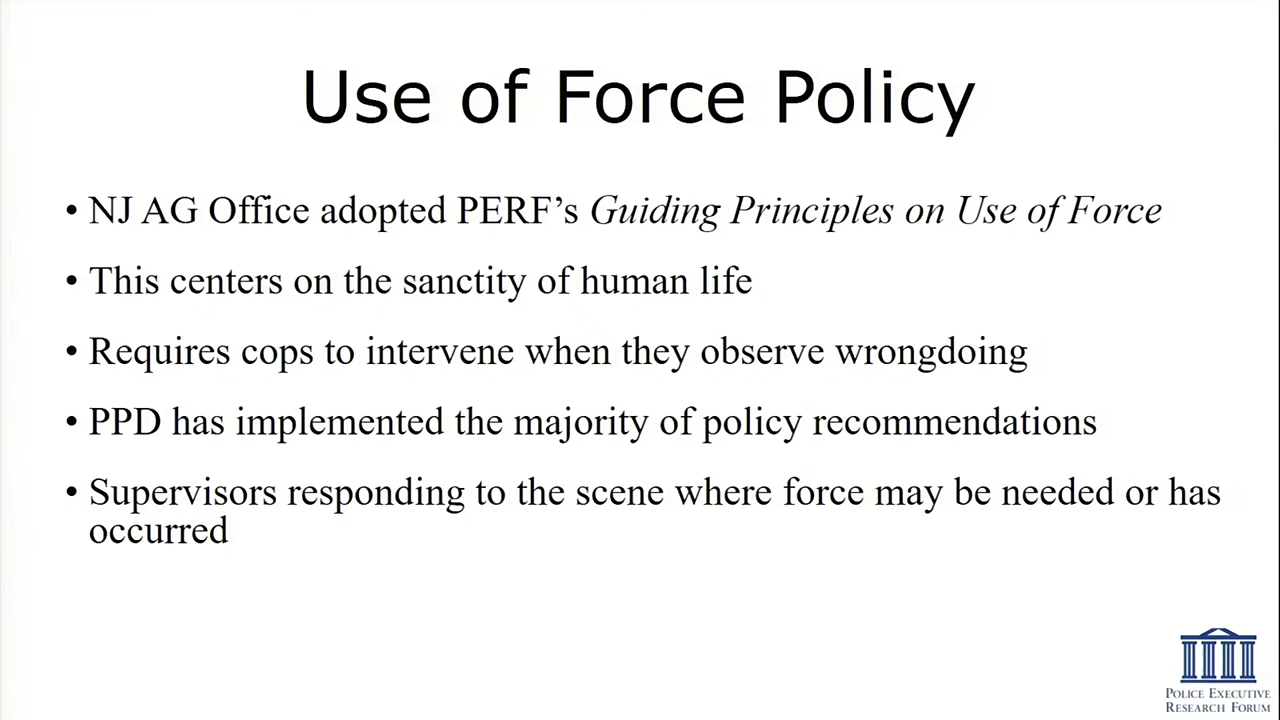 Use of Force Policy
• NJ AG Office adopted PERF’s Guiding Principles on Use of Force
• This centers on the sanctity of human life
• Requires cops to intervene when they observe wrongdoing
• PPD has implemented the majority of policy recommendations
• Supervisors responding to the scene where force may be needed or has
occurred
POLICE EXECUTIVE
RESEARCH FORUM